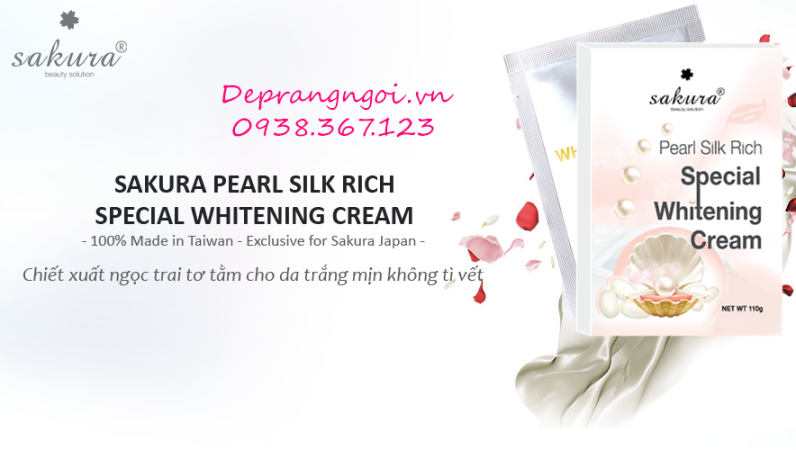 sakura®
beauty solution
Deprangngoi.vn
0938.367.123
SAKURA PEARL SILK RICH
SPECIAL WHITENING CREAM
- 100% Made in Taiwan - Exclusive for Sakura Japan -
Chiết xuất ngọc trai tơ tằm cho da trắng mịn không tì vết
sakura®
beauty solution
Pearl Silk Rich
Special
Whitening
Cream
NET WT 110g